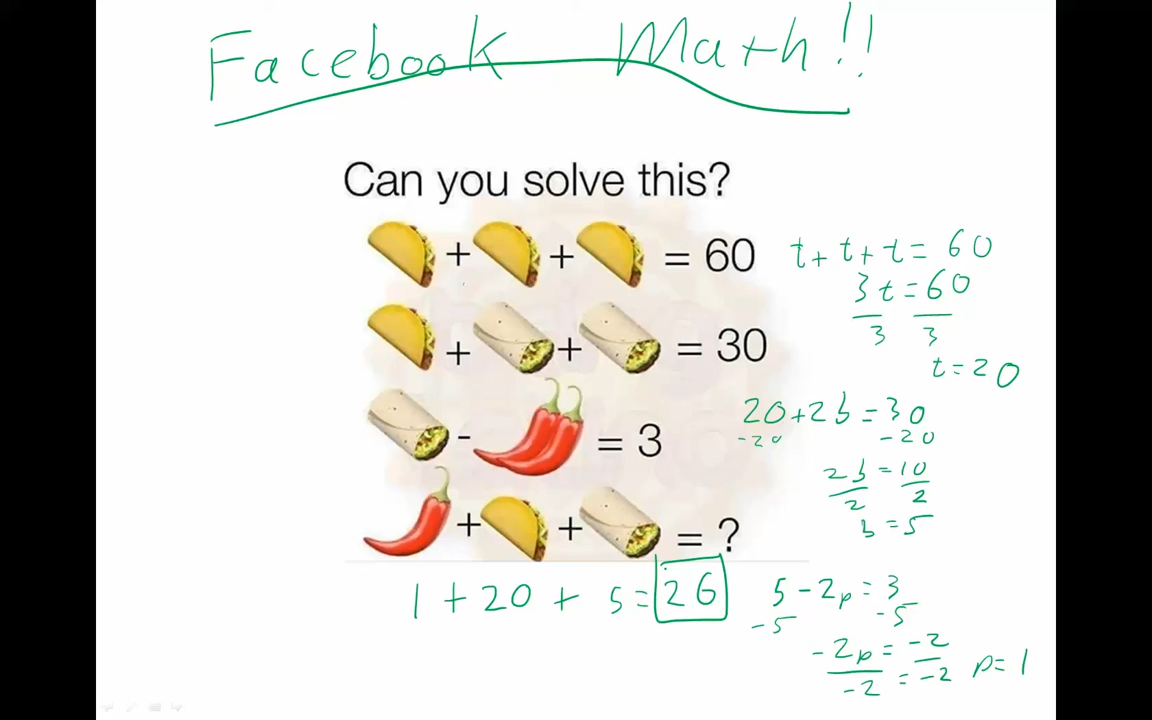 Facebook Math!!
Can you solve this?
+ + = 60
+ + = 30
- = 3
+ + = ?
1 + 20 + 5 = 26
t + t + t = 60
3t = 60
3 3
t = 20
20 + 2b = 30
-20 -20
2b = 10
2 2
b = 5
5 - 2p = 3
-5 -5
-2p = -2
-2 = -2
p = 1